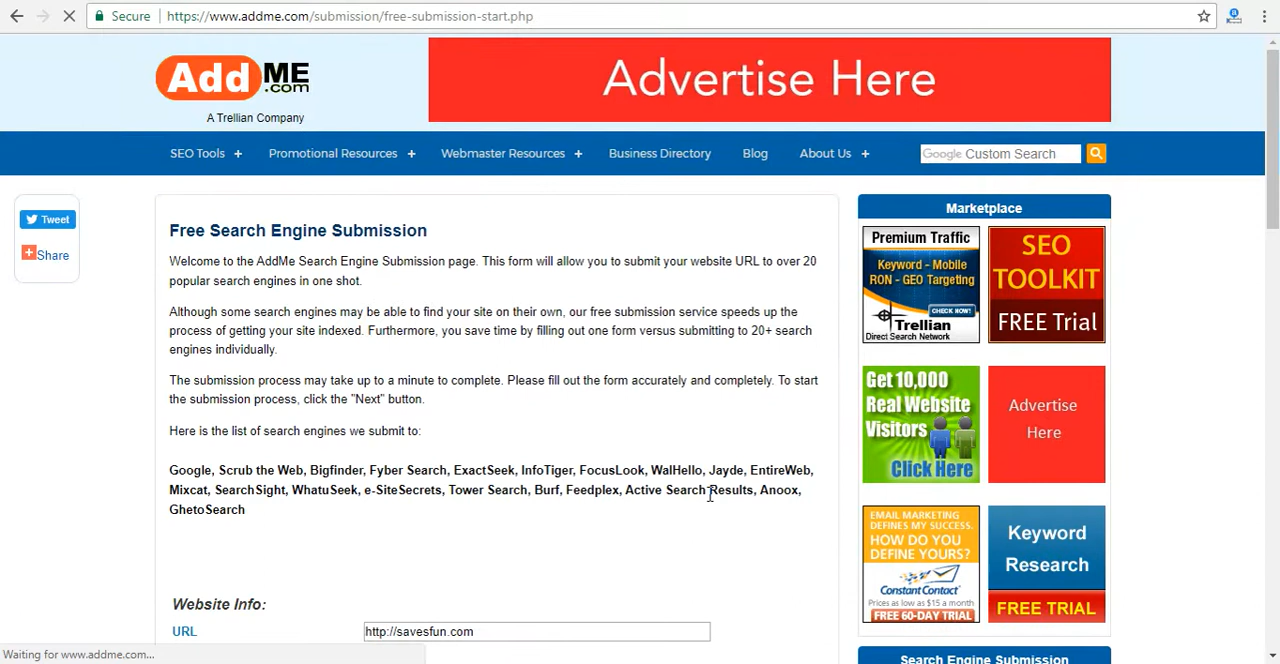 Secure
https://www.addme.com/submission/free-submission-start.php
AddME
.com
A Trellian Company
Advertise Here
SEO Tools +
Promotional Resources +
Webmaster Resources +
Business Directory
Blog
About Us +
Google Custom Search
Tweet
Share
Free Search Engine Submission
Welcome to the AddMe Search Engine Submission page. This form will allow you to submit your website URL to over 20
popular search engines in one shot.
Although some search engines may be able to find your site on their own, our free submission service speeds up the
process of getting your site indexed. Furthermore, you save time by filling out one form versus submitting to 20+ search
engines individually.
The submission process may take up to a minute to complete. Please fill out the form accurately and completely. To start
the submission process, click the "Next" button.
Here is the list of search engines we submit to:
Google, Scrub the Web, Bigfinder, Fyber Search, ExactSeek, InfoTiger, FocusLook, WalHello, Jayde, EntireWeb,
Mixcat, SearchSight, WhatuSeek, e-SiteSecrets, Tower Search, Burf, Feedplex, Active Search Results, Anoox,
GhetoSearch
Website Info:
URL
http://savesfun.com
Marketplace
Premium Traffic
Keyword - Mobile
RON - GEO Targeting
CHECK NOW!
Trellian
Direct Search Network
SEO
TOOLKIT
FREE Trial
Get 10,000
Real Website
Visitors
Click Here
Advertise
Here
EMAIL MARKETING
DEFINES MY SUCCESS.
HOW DO YOU
DEFINE YOURS?
Constant Contact
Prices as low as $15 a month
FREE 60-DAY TRIAL
Keyword
Research
FREE TRIAL
Search Engine Submission
Waiting for www.addme.com...